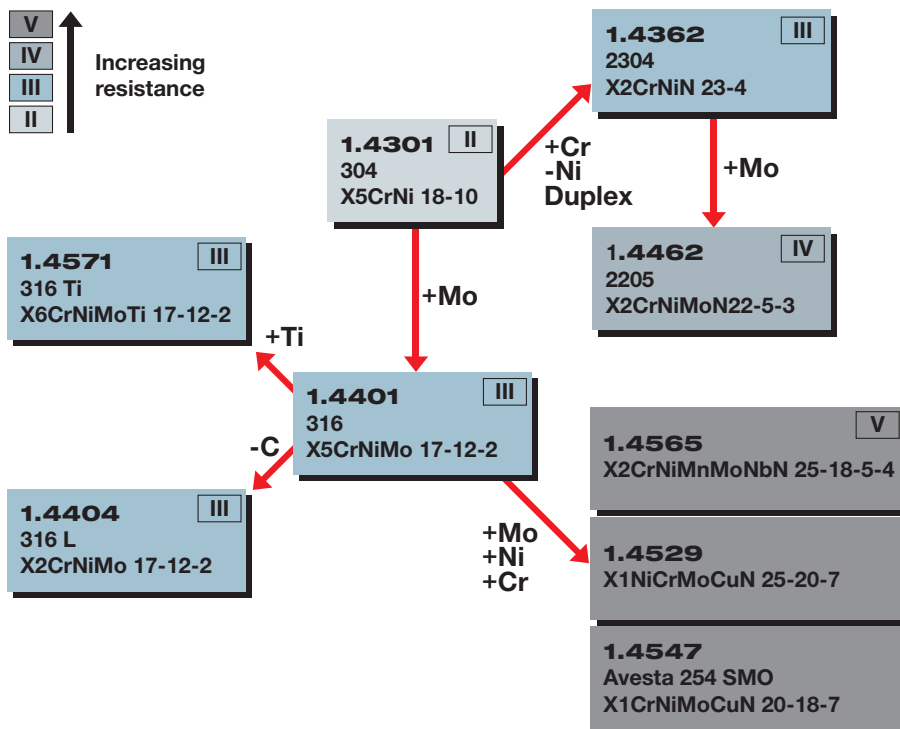 V
IV
III
II
Increasing
resistance
1.4362 III
2304
X2CrNiN 23-4
1.4301 II
304
X5CrNi 18-10
+Cr
-Ni
Duplex
+Mo
1.4462 IV
2205
X2CrNiMoN22-5-3
1.4571 III
316 Ti
X6CrNiMoTi 17-12-2
+Mo
+Ti
1.4401 III
316
X5CrNiMo 17-12-2
-C
1.4404 III
316 L
X2CrNiMo 17-12-2
+Mo
+Ni
+Cr
V
1.4565
X2CrNiMnMoNbN 25-18-5-4
1.4529
X1NiCrMoCuN 25-20-7
1.4547
Avesta 254 SMO
X1CrNiMoCuN 20-18-7